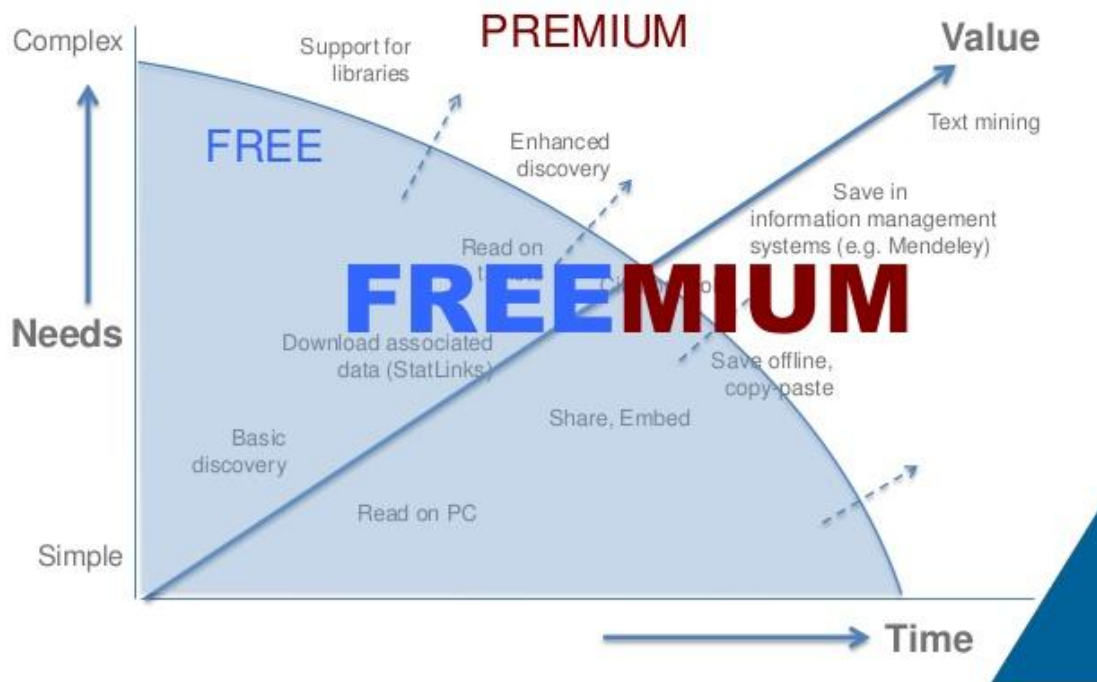 Complex
PREMIUM
Value
Support for
libraries
Text mining
FREE
Enhanced
discovery
Save in
information management
systems (e.g. Mendeley)
Read on
FREEMIUM
Needs
Download associated
data (StatLinks)
Save offline,
copy-paste
Share, Embed
Basic
discovery
Read on PC
Simple
Time